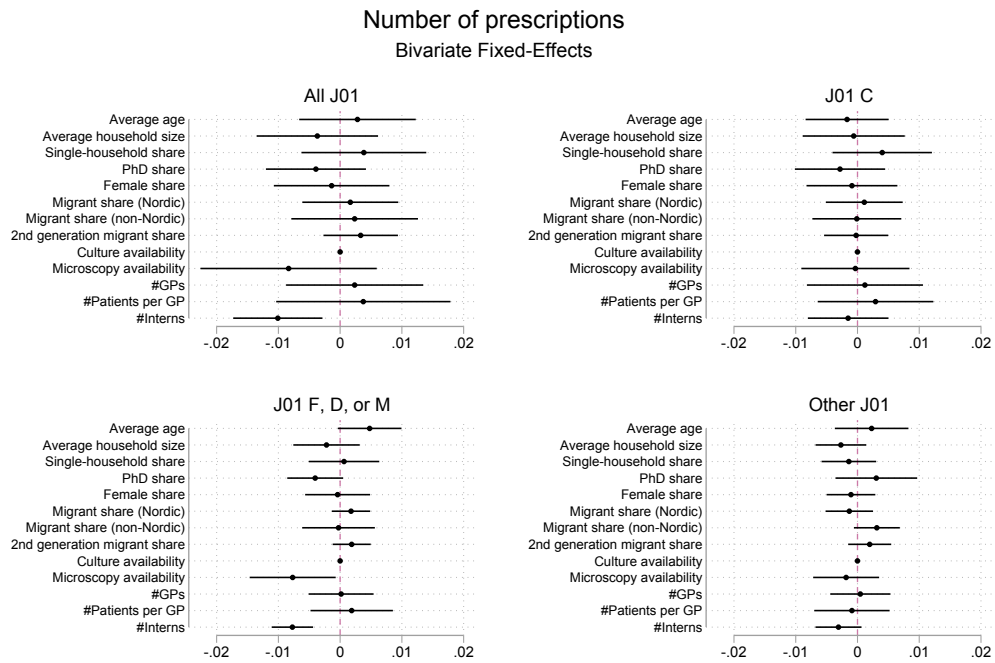 Number of prescriptions
Bivariate Fixed-Effects
All J01
Average age
Average household size
Single-household share
PhD share
Female share
Migrant share (Nordic)
Migrant share (non-Nordic)
2nd generation migrant share
Culture availability
Microscopy availability
#GPs
#Patients per GP
#Interns
-.02 -.01 0 .01 .02
J01 C
Average age
Average household size
Single-household share
PhD share
Female share
Migrant share (Nordic)
Migrant share (non-Nordic)
2nd generation migrant share
Culture availability
Microscopy availability
#GPs
#Patients per GP
#Interns
-.02 -.01 0 .01 .02
J01 F, D, or M
Average age
Average household size
Single-household share
PhD share
Female share
Migrant share (Nordic)
Migrant share (non-Nordic)
2nd generation migrant share
Culture availability
Microscopy availability
#GPs
#Patients per GP
#Interns
-.02 -.01 0 .01 .02
Other J01
Average age
Average household size
Single-household share
PhD share
Female share
Migrant share (Nordic)
Migrant share (non-Nordic)
2nd generation migrant share
Culture availability
Microscopy availability
#GPs
#Patients per GP
#Interns
-.02 -.01 0 .01 .02